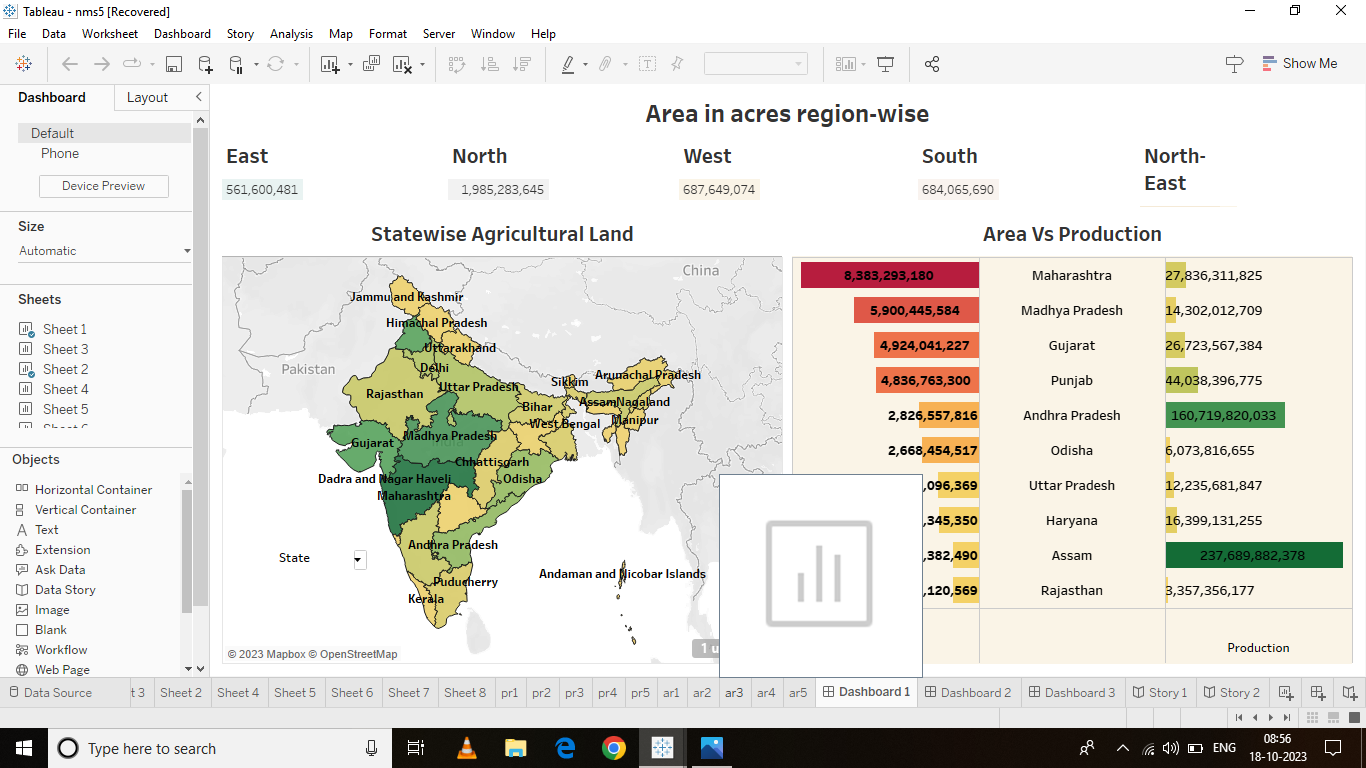 Tableau - nms5 [Recovered]
File Data Worksheet Dashboard Story Analysis Map Format Server Window Help
Show Me
Dashboard Layout
Default
Phone
Device Preview
Size
Automatic
Sheets
Sheet 1
Sheet 3
Sheet 2
Sheet 4
Sheet 5
Objects
Horizontal Container
Vertical Container
Text
Extension
Ask Data
Data Story
Image
Blank
Workflow
Web Page
Area in acres region-wise
East North West South North-
East
561,600,481 1,985,283,645 687,649,074 684,065,690
Statewise Agricultural Land
China
Jammu and Kashmir
Himachal Pradesh
Uttarakhand
Pakistan
Delhi
Arunachal Pradesh
Sikkim
Uttar Pradesh
Rajasthan
Assam Nagaland
Bihar
Manipur
West Bengal
Madhya Pradesh
Gujarat
Chhattisgarh
Dadra and Nagar Haveli
Odisha
Maharashtra
Andhra Pradesh
State
Andaman and Nicobar Islands
Puducherry
Kerala
© 2023 Mapbox © OpenStreetMap
1 u
Area Vs Production
8,383,293,180 Maharashtra 27,836,311,825
5,900,445,584 Madhya Pradesh 14,302,012,709
4,924,041,227 Gujarat 26,723,567,384
4,836,763,300 Punjab 44,038,396,775
2,826,557,816 Andhra Pradesh 160,719,820,033
2,668,454,517 Odisha 6,073,816,655
,096,369 Uttar Pradesh 12,235,681,847
,345,350 Haryana 16,399,131,255
,382,490 Assam 237,689,882,378
,120,569 Rajasthan 3,357,356,177
Production
Data Source t 3 Sheet 2 Sheet 4 Sheet 5 Sheet 6 Sheet 7 Sheet 8 pr1 pr2 pr3 pr4 pr5 ar1 ar2 ar3 ar4 ar5 Dashboard 1 Dashboard 2 Dashboard 3 Story 1 Story 2
Type here to search
ENG
08:56
18-10-2023